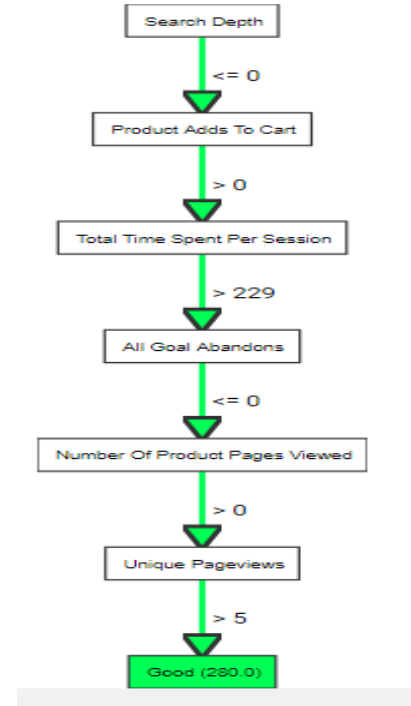 Search Depth
<= 0
Product Adds To Cart
> 0
Total Time Spent Per Session
> 229
All Goal Abandons
<= 0
Number Of Product Pages Viewed
> 0
Unique Pageviews
> 5
Good (280.0)